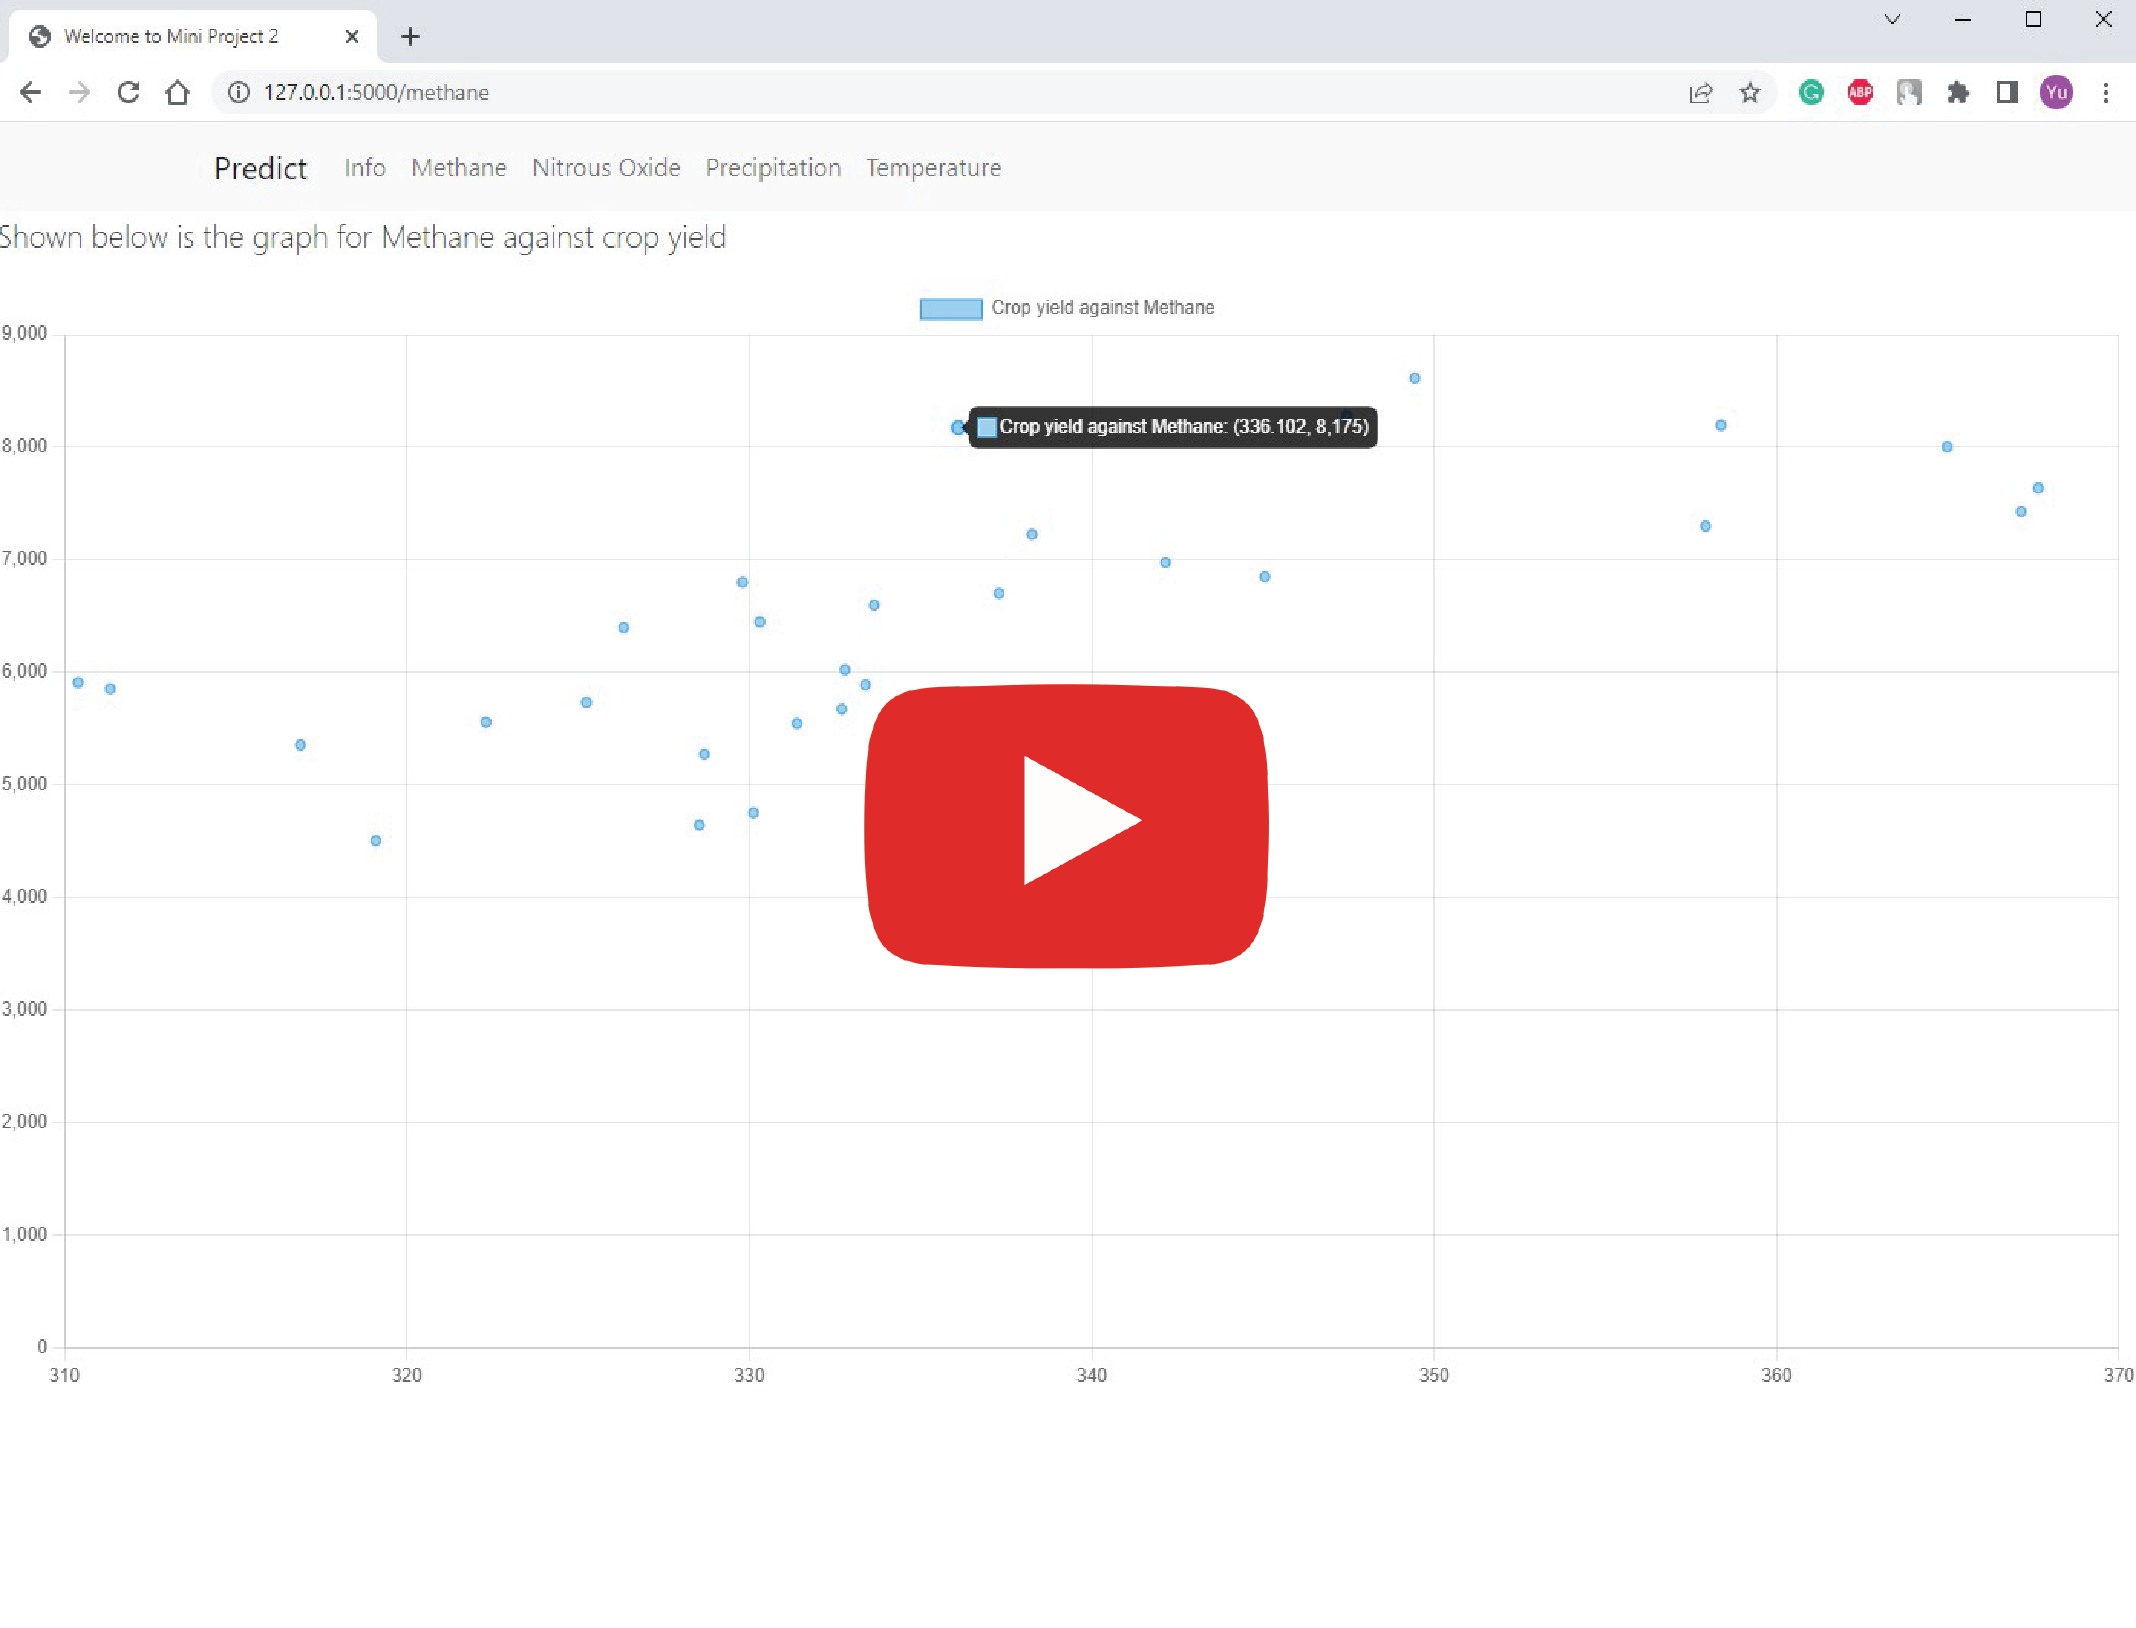 Welcome to Mini Project 2
127.0.0.1:5000/methane
ABP
Yu
Predict Info Methane Nitrous Oxide Precipitation Temperature
Shown below is the graph for Methane against crop yield
Crop yield against Methane
9,000
Crop yield against Methane: (336.102, 8,175)
8,000
7,000
6,000
5,000
4,000
3,000
2,000
1,000
0
310 320 330 340 350 360 370